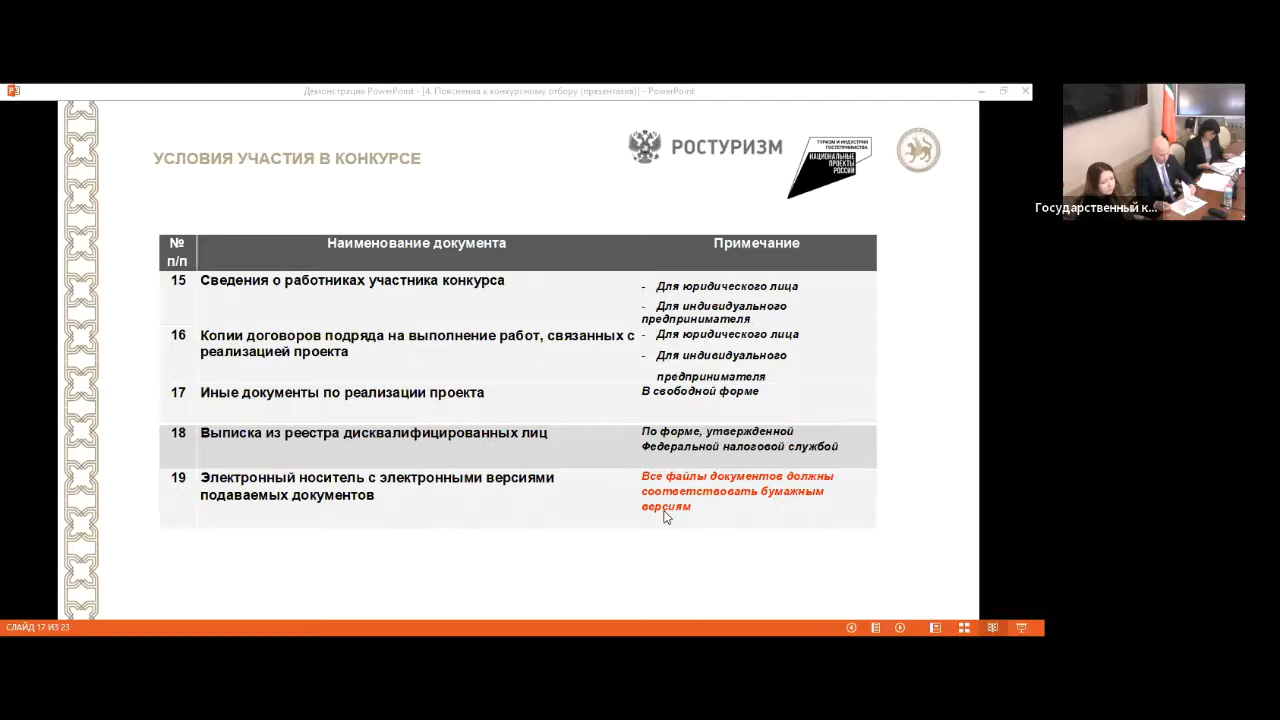 Демонстрация PowerPoint - [4. Пояснения к конкурсному отбору (презентазия)] - PowerPoint
УСЛОВИЯ УЧАСТИЯ В КОНКУРСЕ
РОСТУРИЗМ
ТУРИЗМ И ИНДУСТРИЯ
ГОСТЕПРИИМСТВА
НАЦИОНАЛЬНЫЕ
ПРОЕКТЫ
РОССИИ
Государственный к...
№
п/п
Наименование документа
Примечание
15
Сведения о работниках участника конкурса
- Для юридического лица
- Для индивидуального
предпринимателя
16
Копии договоров подряда на выполнение работ, связанных с
реализацией проекта
- Для юридического лица
- Для индивидуального
предпринимателя
17
Иные документы по реализации проекта
В свободной форме
18
Выписка из реестра дисквалифицированных лиц
По форме, утвержденной
Федеральной налоговой службой
19
Электронный носитель с электронными версиями
подаваемых документов
Все файлы документов должны
соответствовать бумажным
версиям
СЛАЙД 17 ИЗ 23